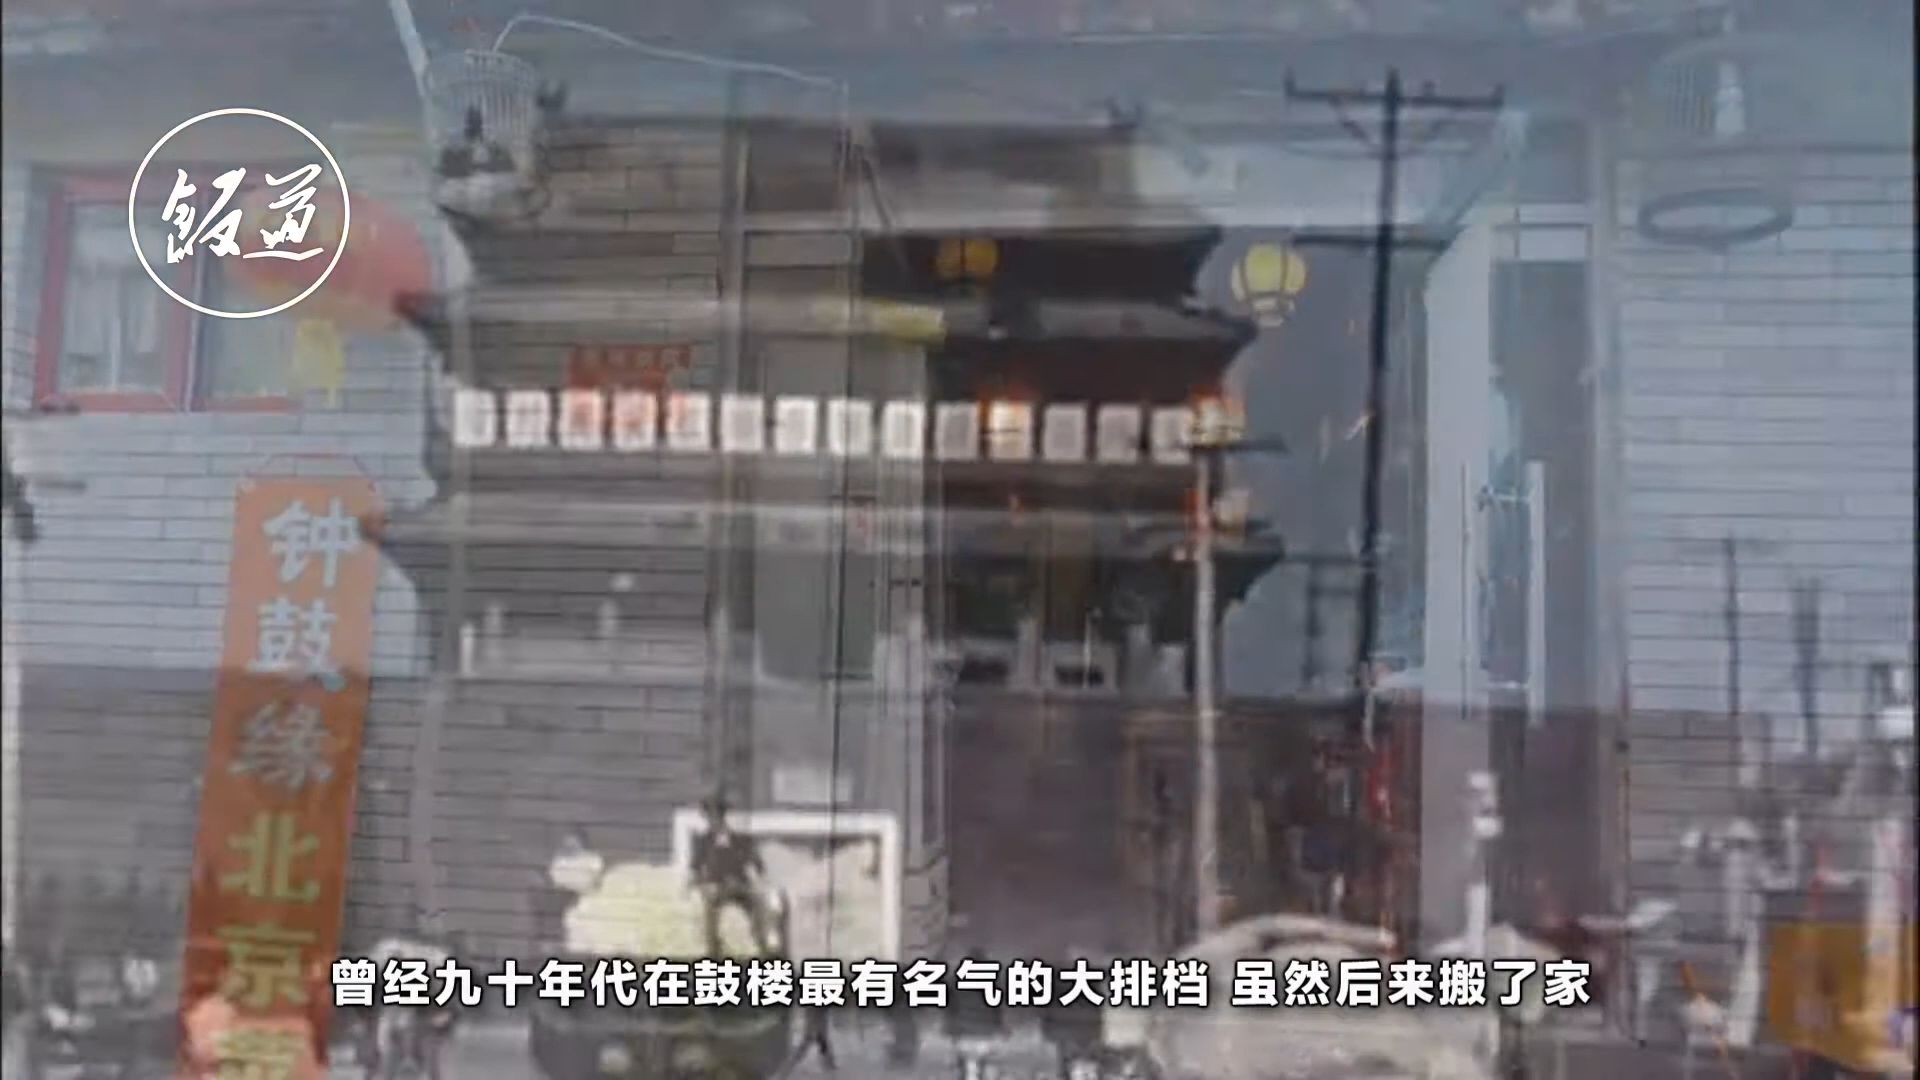 飯道
钟鼓缘北京
曾经九十年代在鼓楼最有名气的大排档 虽然后来搬了家